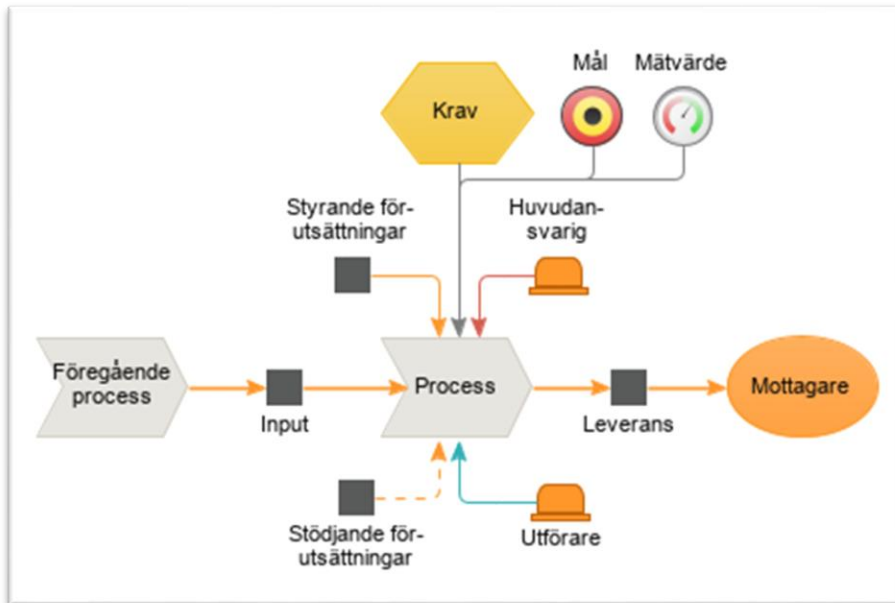 Mål
Mätvärde
Krav
Styrande för-
utsättningar
Huvudan-
svarig
Föregående
process
Input
Process
Leverans
Mottagare
Stödjande för-
utsättningar
Utförare